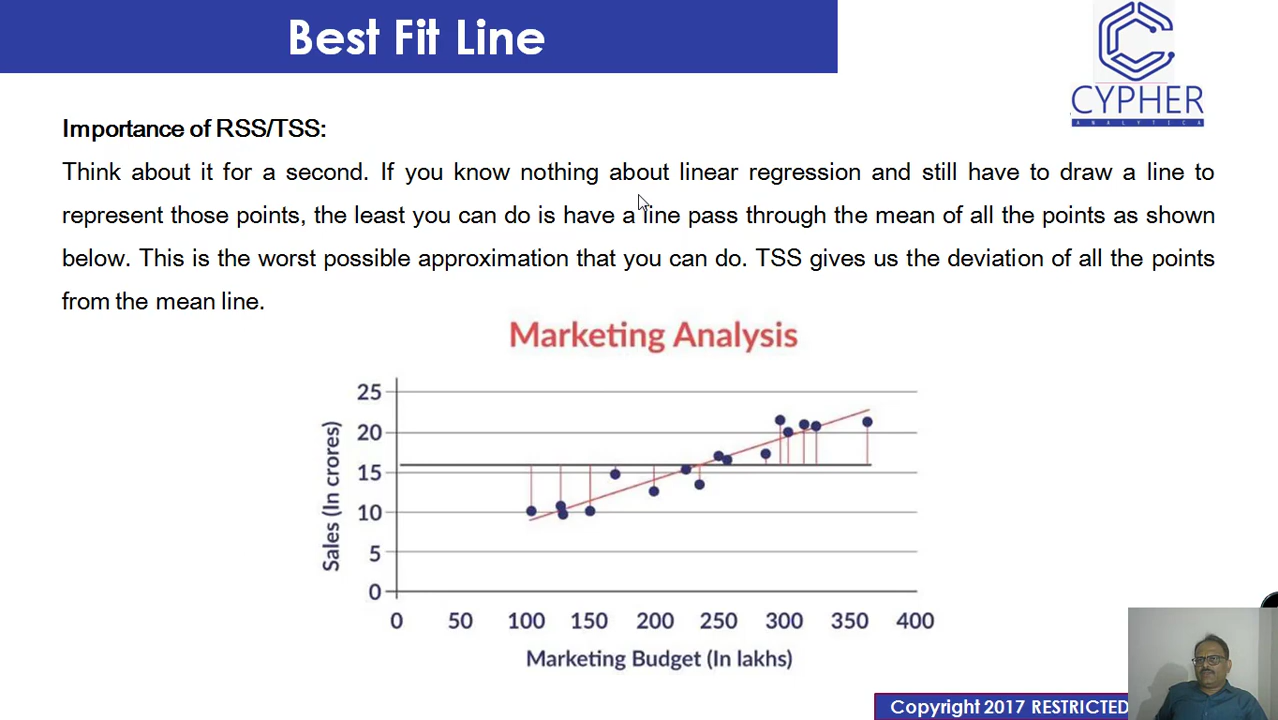 Best Fit Line
CYPHER
ANALYTICA
Importance of RSS/TSS:
Think about it for a second. If you know nothing about linear regression and still have to draw a line to
represent those points, the least you can do is have a line pass through the mean of all the points as shown
below. This is the worst possible approximation that you can do. TSS gives us the deviation of all the points
from the mean line.
Marketing Analysis
Sales (In crores)
25
20
15
10
5
0
0 50 100 150 200 250 300 350 400
Marketing Budget (In lakhs)
Copyright 2017 RESTRICTED